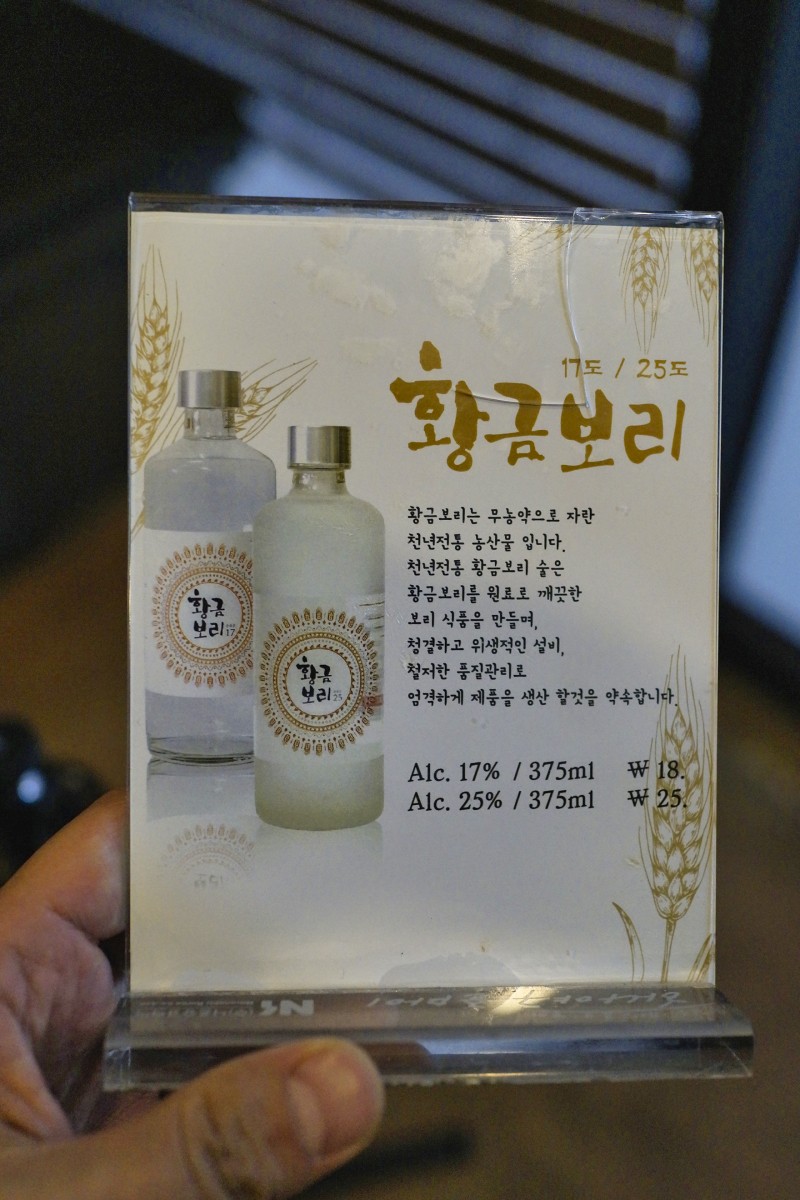 17도 / 25도
황금보리
황금보리는 무농약으로 자란
천년전통 농산물 입니다.
천년전통 황금보리 술은
황금보리를 원료로 깨끗한
보리 식품을 만들며,
청결하고 위생적인 설비,
철저한 품질관리로
엄격하게 제품을 생산 할것을 약속합니다.
Alc. 17% / 375ml ₩ 18.
Alc. 25% / 375ml ₩ 25.
황금
보리 17
황금
보리 25